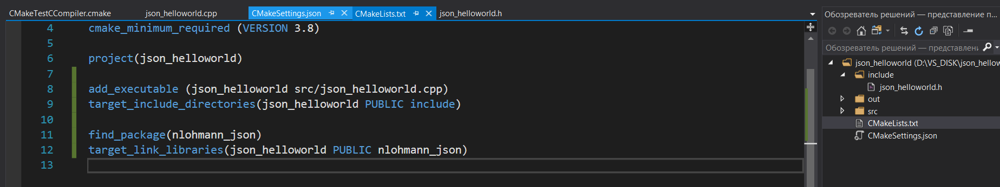 CMakeTestCCompiler.cmake json_helloworld.cpp CMakeSettings.json CMakeLists.txt json_helloworld.h
4 cmake_minimum_required (VERSION 3.8)
5
6 project(json_helloworld)
7
8 add_executable (json_helloworld src/json_helloworld.cpp)
9 target_include_directories(json_helloworld PUBLIC include)
10
11 find_package(nlohmann_json)
12 target_link_libraries(json_helloworld PUBLIC nlohmann_json)
13
Обозреватель решений — представление п...
Обозреватель решений — представлени
json_helloworld (D:\VS_DISK\json_hellow
include
json_helloworld.h
out
src
CMakeLists.txt
CMakeSettings.json